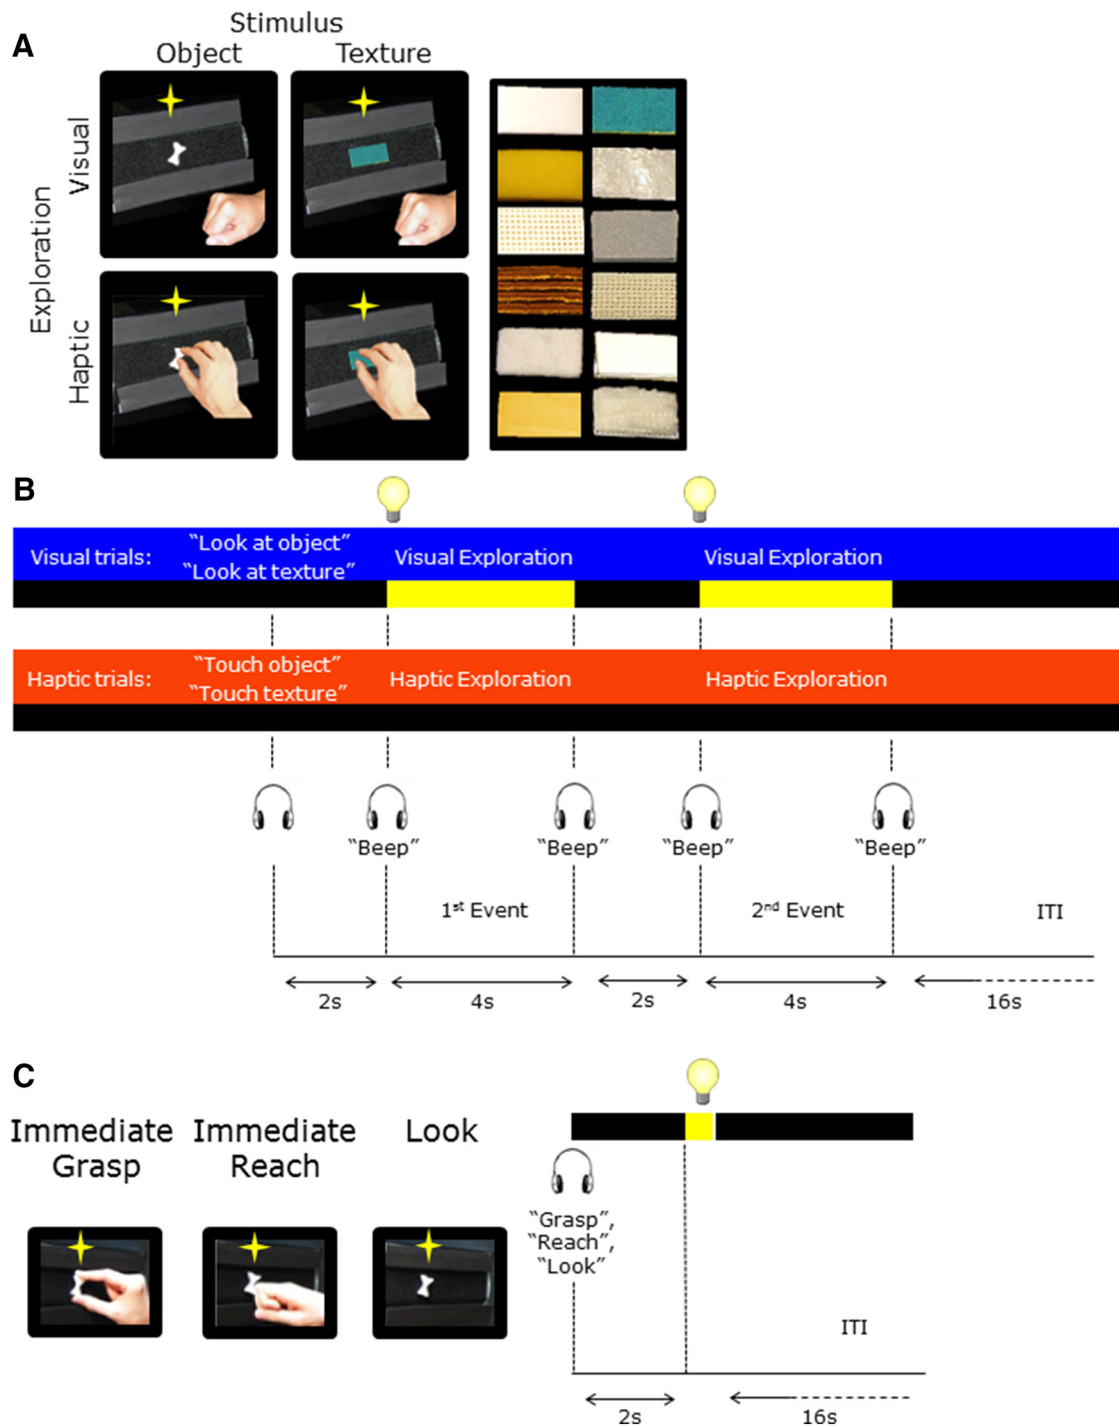 A
Stimulus
Object
Texture
Exploration
Visual
Haptic
B
Visual trials:
“Look at object”
“Look at texture”
Visual Exploration
Visual Exploration
Haptic trials:
“Touch object”
“Touch texture”
Haptic Exploration
Haptic Exploration
“Beep”
“Beep”
“Beep”
“Beep”
1st Event
2nd Event
ITI
2s
4s
2s
4s
16s
C
Immediate
Grasp
Immediate
Reach
Look
“Grasp”,
“Reach”,
“Look”
ITI
2s
16s